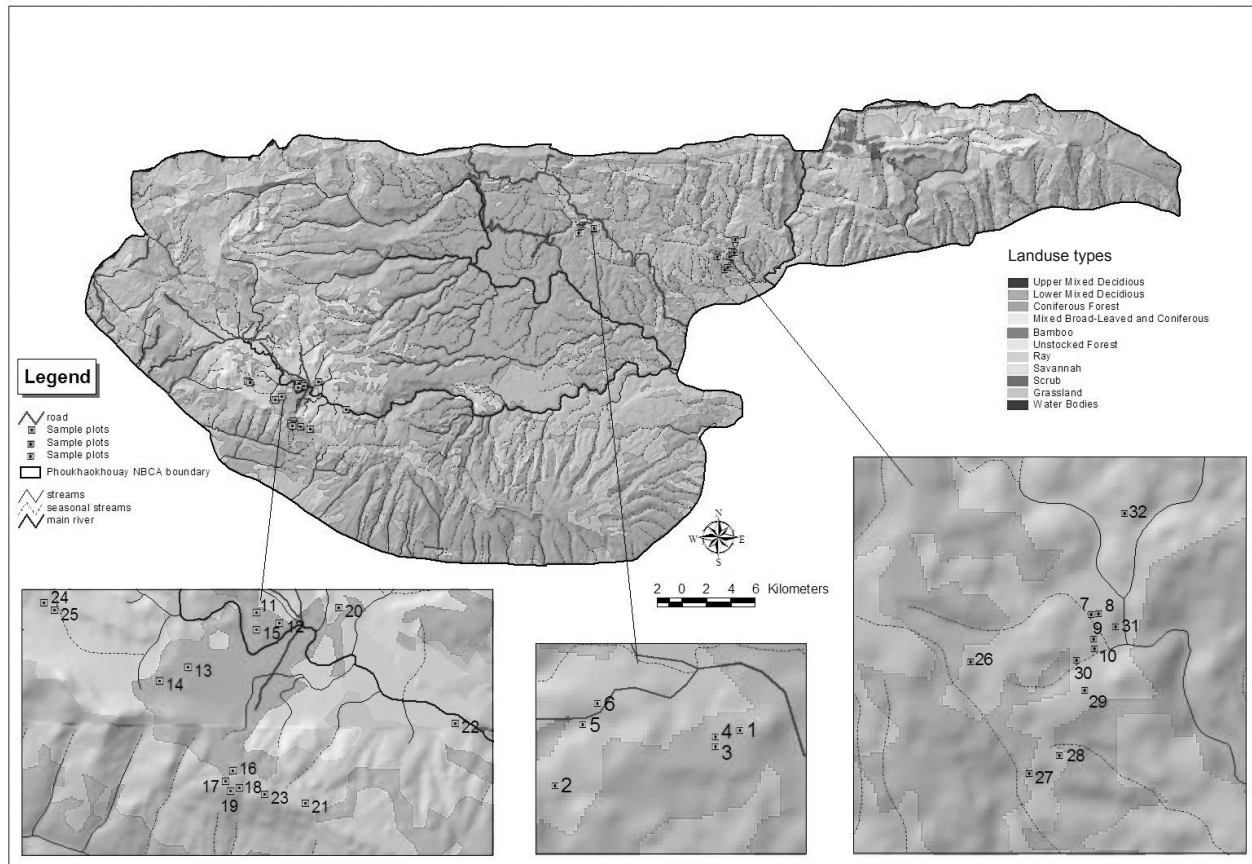 Landuse types
Upper Mixed Decidious
Lower Mixed Decidious
Coniferous Forest
Mixed Broad-Leaved and Coniferous
Bamboo
Unstocked Forest
Ray
Savannah
Scrub
Grassland
Water Bodies
Legend
road
Sample plots
Sample plots
Sample plots
Phoukhaokhouay NBCA boundary
streams
seasonal streams
main river
N
W E
S
2 0 2 4 6 Kilometers
24
25
11
12
15
20
13
14
22
16
17
18
19
23
21
6
5
4
1
3
2
32
7
8
31
9
10
30
26
29
28
27